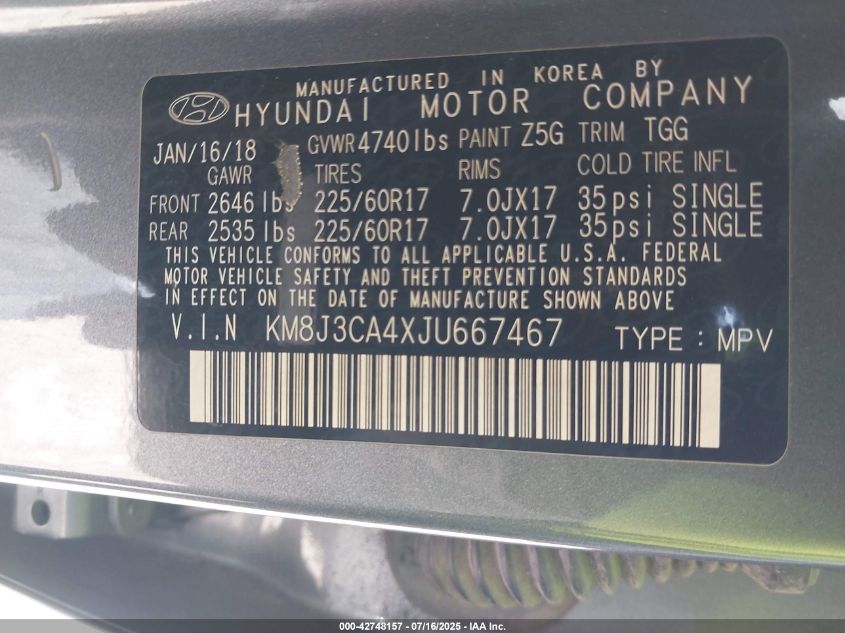 MANUFACTURED IN KOREA BY
HYUNDAI MOTOR COMPANY
JAN/16/18 GVWR 4740 lbs PAINT Z5G TRIM TGG
GAWR TIRES RIMS COLD TIRE INFL
FRONT 2646 lbs 225/60R17 7.0JX17 35psi SINGLE
REAR 2535 lbs 225/60R17 7.0JX17 35psi SINGLE
THIS VEHICLE CONFORMS TO ALL APPLICABLE U.S.A. FEDERAL
MOTOR VEHICLE SAFETY AND THEFT PREVENTION STANDARDS
IN EFFECT ON THE DATE OF MANUFACTURE SHOWN ABOVE
V.I.N KM8J3CA4XJU667467 TYPE : MPV
000-42748157 - 07/16/2025 - IAA Inc.